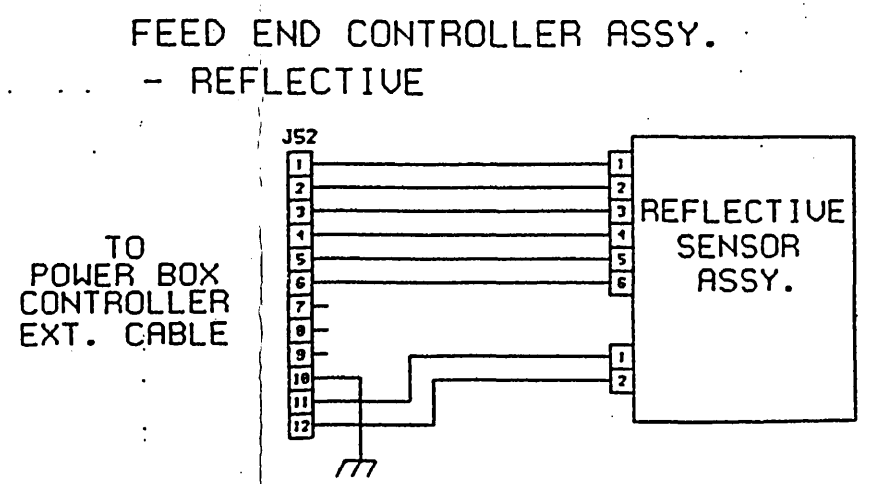 FEED END CONTROLLER ASSY.
- REFLECTIVE
J52
1
2
3
4
5
6
7
8
9
10
11
12
TO
POWER BOX
CONTROLLER
EXT. CABLE
1
2
3
4
5
6
1
2
REFLECTIVE
SENSOR
ASSY.